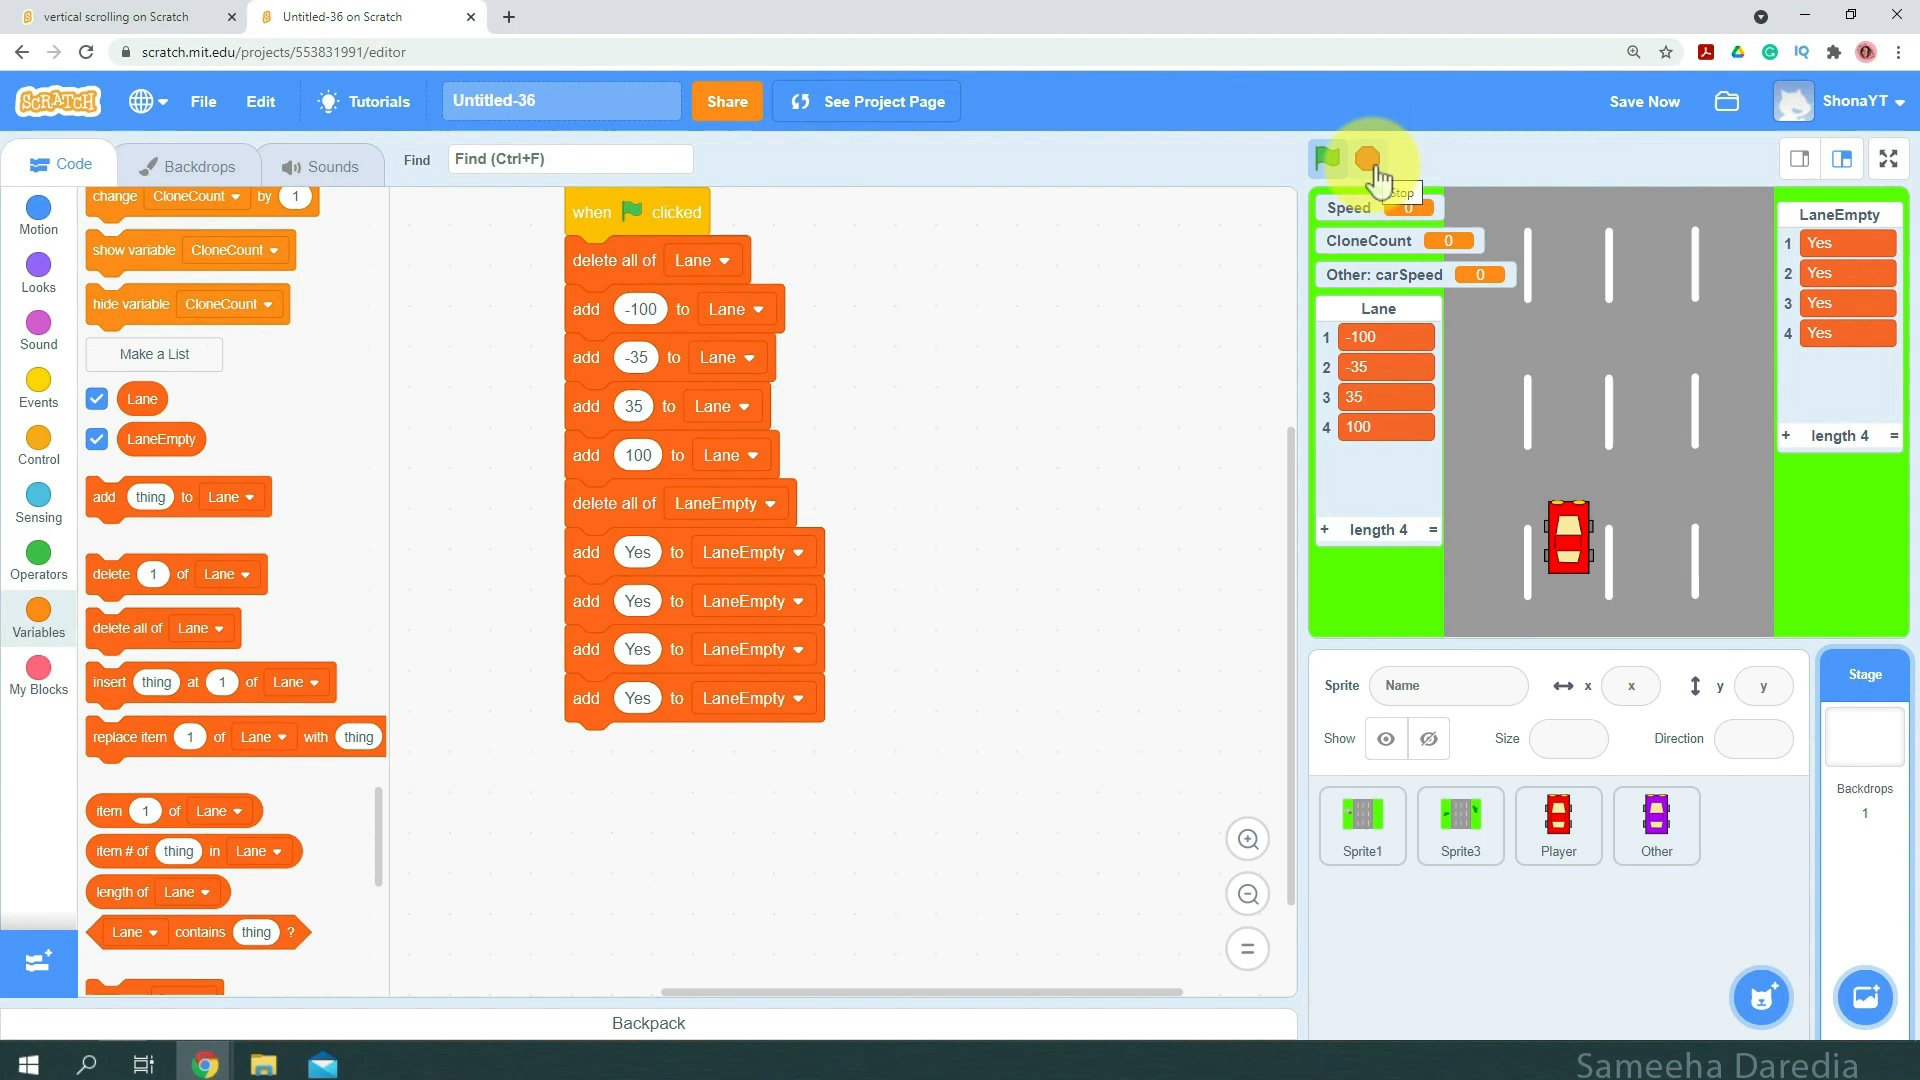 vertical scrolling on Scratch
Untitled-36 on Scratch
scratch.mit.edu/projects/553831991/editor
SCRATCH
File
Edit
Tutorials
Untitled-36
Share
See Project Page
Save Now
ShonaYT
Code
Backdrops
Sounds
Find
Find (Ctrl+F)
Motion
Looks
Sound
Events
Control
Sensing
Operators
Variables
My Blocks
change CloneCount by 1
show variable CloneCount
hide variable CloneCount
Make a List
Lane
LaneEmpty
add thing to Lane
delete 1 of Lane
delete all of Lane
insert thing at 1 of Lane
replace item 1 of Lane with thing
item 1 of Lane
item # of thing in Lane
length of Lane
Lane contains thing ?
when clicked
delete all of Lane
add -100 to Lane
add -35 to Lane
add 35 to Lane
add 100 to Lane
delete all of LaneEmpty
add Yes to LaneEmpty
add Yes to LaneEmpty
add Yes to LaneEmpty
add Yes to LaneEmpty
Backpack
Stop
Speed 0
CloneCount 0
Other: carSpeed 0
Lane
1 -100
2 -35
3 35
4 100
+ length 4 =
LaneEmpty
1 Yes
2 Yes
3 Yes
4 Yes
+ length 4 =
Sprite Name x x y y
Show Size Direction
Sprite1
Sprite3
Player
Other
Stage
Backdrops
1
Sameeha Daredia